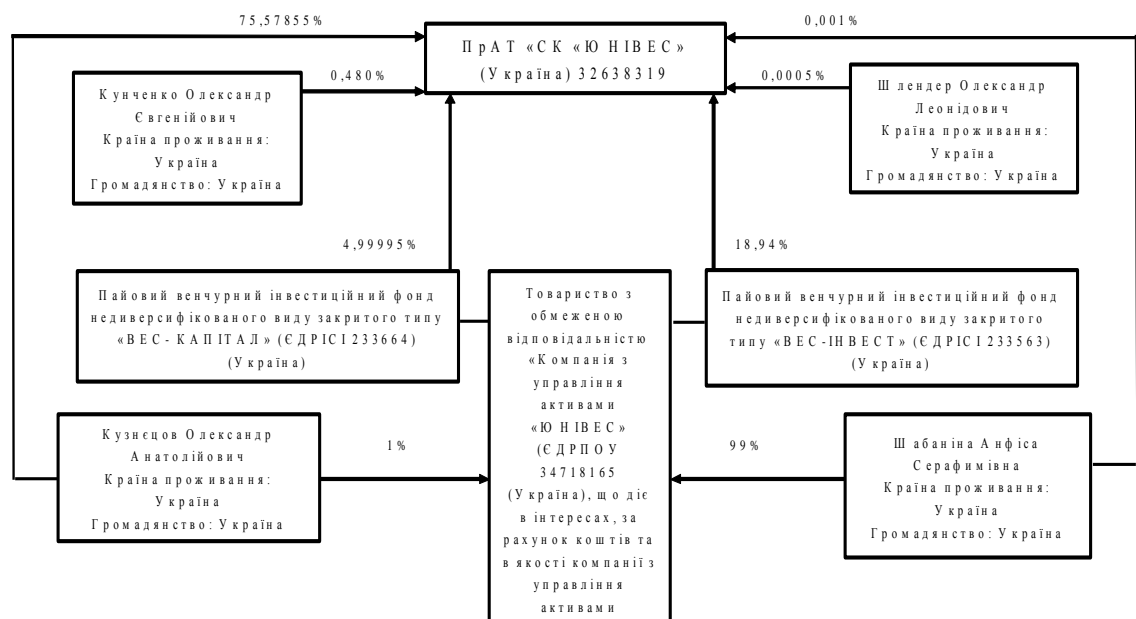 75,57855%
0,001%
ПрАТ «СК «ЮНІВЕС»
(Україна) 32638319
0,480%
0,0005%
Кунченко Олександр
Євгенійович
Країна проживання:
Україна
Громадянство: Україна
Шлендер Олександр
Леонідович
Країна проживання:
Україна
Громадянство: Україна
4,99995%
18,94%
Пайовий венчурний інвестиційний фонд
недиверсифікованого виду закритого типу
«ВЕС-КАПІТАЛ» (ЄДРІСІ 233664)
(Україна)
Товариство з
обмеженою
відповідальністю
«Компанія з
управління
активами
«ЮНІВЕС»
(ЄДРПОУ
34718165
(Україна), що діє
в інтересах, за
рахунок коштів та
в якості компанії з
управління
активами
Пайовий венчурний інвестиційний фонд
недиверсифікованого виду закритого
типу «ВЕС-ІНВЕСТ» (ЄДРІСІ 233563)
(Україна)
Кузнєцов Олександр
Анатолійович
Країна проживання:
Україна
Громадянство: Україна
1%
99%
Шабаніна Анфіса
Серафимівна
Країна проживання:
Україна
Громадянство: Україна